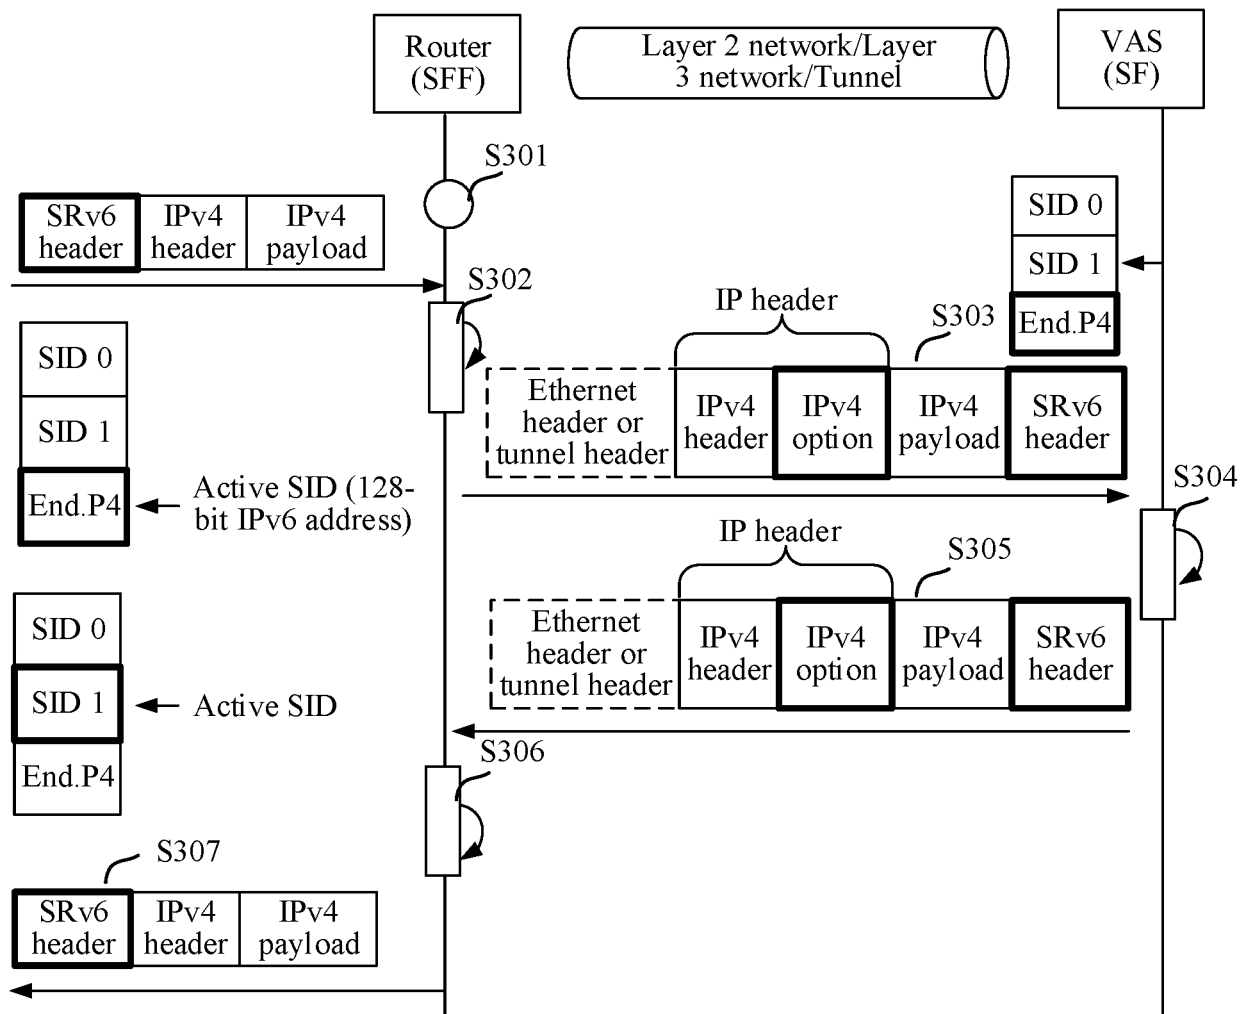 Router
(SFF)
Layer 2 network/Layer
3 network/Tunnel
VAS
(SF)
S301
SRv6
header
IPv4
header
IPv4
payload
SID 0
SID 1
End.P4
S302
IP header
S303
SID 0
SID 1
End.P4
Active SID (128-
bit IPv6 address)
Ethernet
header or
tunnel header
IPv4
header
IPv4
option
IPv4
payload
SRv6
header
S304
IP header
S305
Ethernet
header or
tunnel header
IPv4
header
IPv4
option
IPv4
payload
SRv6
header
SID 0
SID 1
End.P4
Active SID
S306
S307
SRv6
header
IPv4
header
IPv4
payload